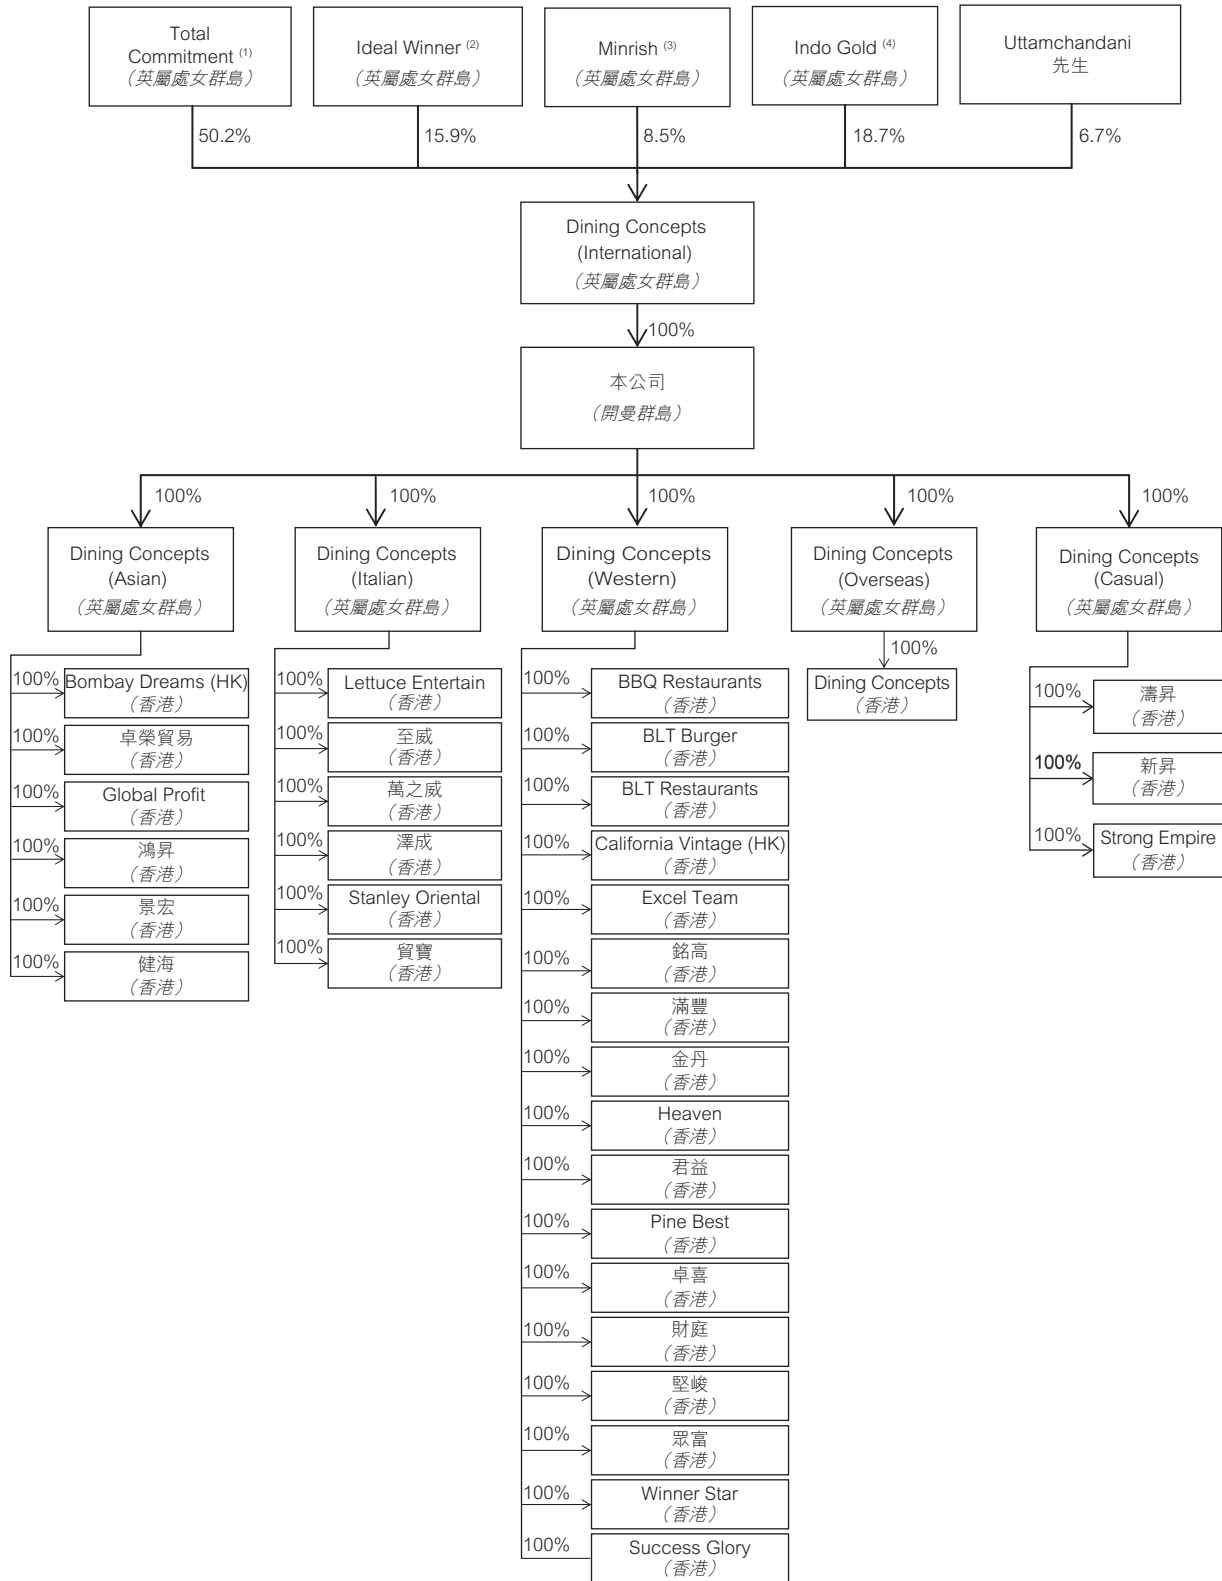 Total
Commitment (1)
（英屬處女群島）
Ideal Winner (2)
（英屬處女群島）
Minrish (3)
（英屬處女群島）
Indo Gold (4)
（英屬處女群島）
Uttamchandani
先生
50.2%
15.9%
8.5%
18.7%
6.7%
Dining Concepts
(International)
（英屬處女群島）
100%
本公司
（開曼群島）
100%
100%
100%
100%
100%
Dining Concepts
(Asian)
（英屬處女群島）
Dining Concepts
(Italian)
（英屬處女群島）
Dining Concepts
(Western)
（英屬處女群島）
Dining Concepts
(Overseas)
（英屬處女群島）
Dining Concepts
(Casual)
（英屬處女群島）
100%
Bombay Dreams (HK)
（香港）
100%
卓榮貿易
（香港）
100%
Global Profit
（香港）
100%
鴻昇
（香港）
100%
景宏
（香港）
100%
健海
（香港）
100%
Lettuce Entertain
（香港）
100%
至威
（香港）
100%
萬之威
（香港）
100%
澤成
（香港）
100%
Stanley Oriental
（香港）
100%
貿寶
（香港）
100%
BBQ Restaurants
（香港）
100%
BLT Burger
（香港）
100%
BLT Restaurants
（香港）
100%
California Vintage (HK)
（香港）
100%
Excel Team
（香港）
100%
銘高
（香港）
100%
滿豐
（香港）
100%
金丹
（香港）
100%
Heaven
（香港）
100%
君益
（香港）
100%
Pine Best
（香港）
100%
卓喜
（香港）
100%
財庭
（香港）
100%
堅峻
（香港）
100%
眾富
（香港）
100%
Winner Star
（香港）
100%
Success Glory
（香港）
100%
Dining Concepts
（香港）
100%
濤昇
（香港）
100%
新昇
（香港）
100%
Strong Empire
（香港）